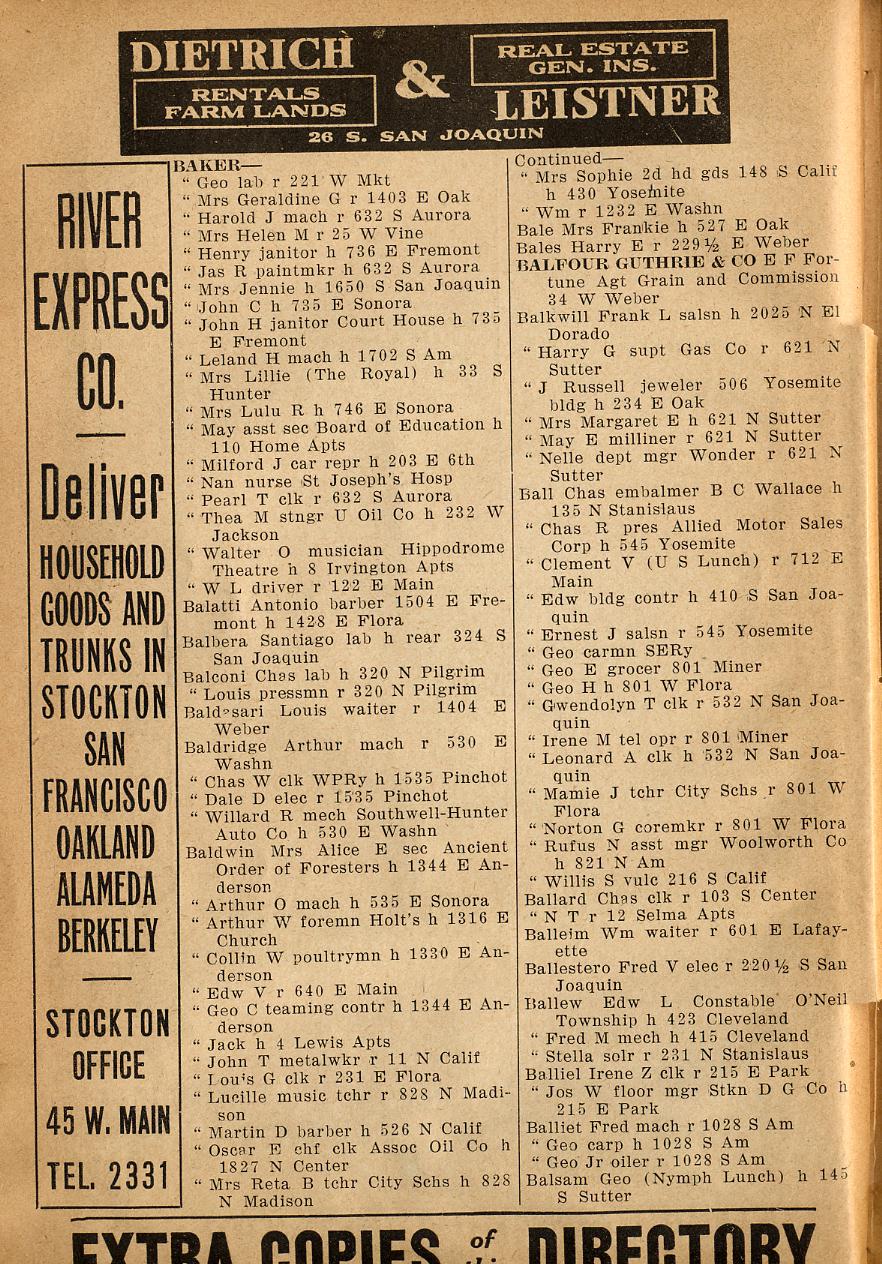 DIETRICH
RENTALS
FARM LANDS
&
REAL ESTATE
GEN. INS.
LEISTNER
26 S. SAN JOAQUIN
RIVER
EXPRESS
CO.
Deliver
HOUSEHOLD
GOODS AND
TRUNKS IN
STOCKTON
SAN
FRANCISCO
OAKLAND
ALAMEDA
BERKELEY
STOCKTON
OFFICE
45 W. MAIN
TEL. 2331
BAKER—
“ Geo lab r 221 W Mkt
“ Mrs Geraldine G r 1403 E Oak
“ Harold J mach r 632 S Aurora
“ Mrs Helen M r 25 W Vine
“ Henry janitor h 736 E Fremont
“ Jas R paintmkr h 632 S Aurora
“ Mrs Jennie h 1650 S San Joaquin
“ John C h 735 E Sonora
“ John H janitor Court House h 735
E Fremont
“ Leland H mach h 1702 S Am
“ Mrs Lillie (The Royal) h 33 S
Hunter
“ Mrs Lulu R h 746 E Sonora
“ May asst sec Board of Education h
110 Home Apts
“ Milford J car repr h 203 E 6th
“ Nan nurse St Joseph's Hosp
“ Pearl T clk r 632 S Aurora
“ Thea M stngr U Oil Co h 232 W
Jackson
“ Walter O musician Hippodrome
Theatre h 8 Irvington Apts
“ W L driver r 122 E Main
Balatti Antonio barber 1504 E Fre-
mont h 1428 E Flora
Balbera Santiago lab h rear 324 S
San Joaquin
Balconi Chas lab h 320 N Pilgrim
“ Louis pressmn r 320 N Pilgrim
Baldasari Louis waiter r 1404 E
Weber
Baldridge Arthur mach r 530 E
Washn
“ Chas W clk WPRy h 1535 Pinchot
“ Dale D elec r 1535 Pinchot
“ Willard R mech Southwell-Hunter
Auto Co h 530 E Washn
Baldwin Mrs Alice E sec Ancient
Order of Foresters h 1344 E An-
derson
“ Arthur O mach h 535 E Sonora
“ Arthur W foremn Holt's h 1316 E
Church
“ Collin W poultrymn h 1330 E An-
derson
“ Edw V r 640 E Main
“ Geo C teaming contr h 1344 E An-
derson
“ Jack h 4 Lewis Apts
“ John T metalwkr r 11 N Calif
“ Louis G clk r 231 E Flora
“ Lucille music tchr r 828 N Madi-
son
“ Martin D barber h 526 N Calif
“ Oscar E chf clk Assoc Oil Co h
1827 N Center
“ Mrs Reta B tchr City Schs h 828
N Madison
Continued—
“ Mrs Sophie 2d hd gds 148 S Calif
h 430 Yosemite
“ Wm r 1232 E Washn
Bale Mrs Frankie h 527 E Oak
Bales Harry E r 229½ E Weber
BALFOUR GUTHRIE & CO E F For-
tune Agt Grain and Commission
34 W Weber
Balkwill Frank L salsn h 2025 N El
Dorado
“ Harry G supt Gas Co r 621 N
Sutter
“ J Russell jeweler 506 Yosemite
bldg h 234 E Oak
“ Mrs Margaret E h 621 N Sutter
“ May E milliner r 621 N Sutter
“ Nelle dept mgr Wonder r 621 N
Sutter
Ball Chas embalmer B C Wallace h
135 N Stanislaus
“ Chas R pres Allied Motor Sales
Corp h 545 Yosemite
“ Clement V (U S Lunch) r 712 E
Main
“ Edw bldg contr h 410 S San Joa-
quin
“ Ernest J salsn r 545 Yosemite
“ Geo carmn SERy
“ Geo E grocer 801 Miner
“ Geo H h 801 W Flora
“ Gwendolyn T clk r 532 N San Joa-
quin
“ Irene M tel opr r 801 Miner
“ Leonard A clk h 532 N San Joa-
quin
“ Mamie J tchr City Schs r 801 W
Flora
“ Norton G coremkr r 801 W Flora
“ Rufus N asst mgr Woolworth Co
h 821 N Am
“ Willis S vulc 216 S Calif
Ballard Chas clk r 103 S Center
“ N T r 12 Selma Apts
Balleim Wm waiter r 601 E Lafay-
ette
Ballestero Fred V elec r 220½ S San
Joaquin
Ballew Edw L Constable O'Neil
Township h 423 Cleveland
“ Fred M mech h 415 Cleveland
“ Stella solr r 231 N Stanislaus
Balliel Irene Z clk r 215 E Park
“ Jos W floor mgr Stkn D G Co h
215 E Park
Balliet Fred mach r 1028 S Am
“ Geo carp h 1028 S Am
“ Geo Jr oiler r 1028 S Am
Balsam Geo (Nymph Lunch) h 145
S Sutter
EXTRA COPIES of DIRECTORY